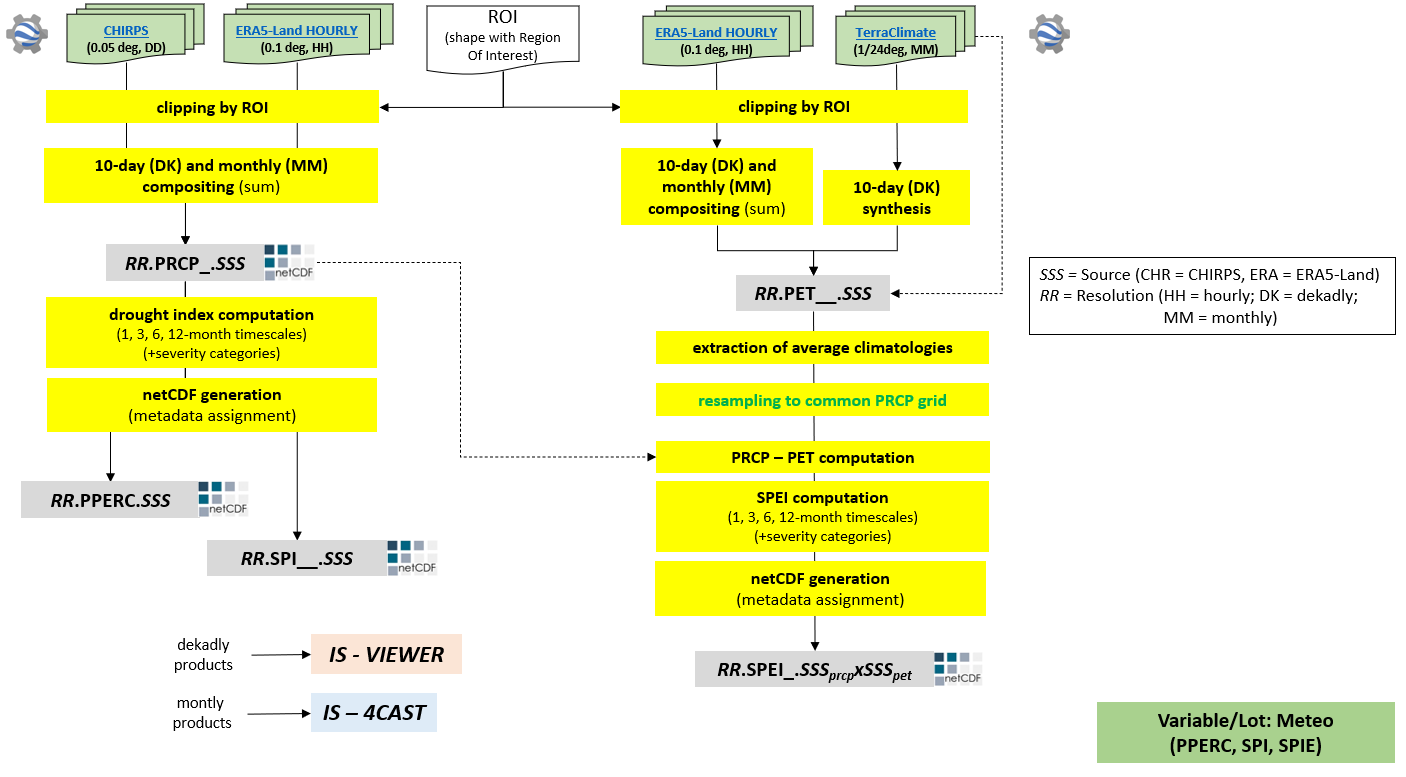 CHIRPS
(0.05 deg, DD)
ERA5-Land HOURLY
(0.1 deg, HH)
ROI
(shape with Region
Of Interest)
ERA5-Land HOURLY
(0.1 deg, HH)
TerraClimate
(1/24deg, MM)
clipping by ROI
clipping by ROI
10-day (DK) and monthly (MM)
compositing (sum)
10-day (DK) and
monthly (MM)
compositing (sum)
10-day (DK)
synthesis
RR.PRCP_.SSS
netCDF
RR.PET__.SSS
SSS = Source (CHR = CHIRPS, ERA = ERA5-Land)
RR = Resolution (HH = hourly; DK = dekadly;
MM = monthly)
drought index computation
(1, 3, 6, 12-month timescales)
(+severity categories)
extraction of average climatologies
netCDF generation
(metadata assignment)
resampling to common PRCP grid
PRCP – PET computation
RR.PPERC.SSS
netCDF
SPEI computation
(1, 3, 6, 12-month timescales)
(+severity categories)
RR.SPI__.SSS
netCDF
netCDF generation
(metadata assignment)
dekadly
products
IS - VIEWER
RR.SPEI_.SSSprcpxSSSpet
netCDF
montly
products
IS – 4CAST
Variable/Lot: Meteo
(PPERC, SPI, SPIE)